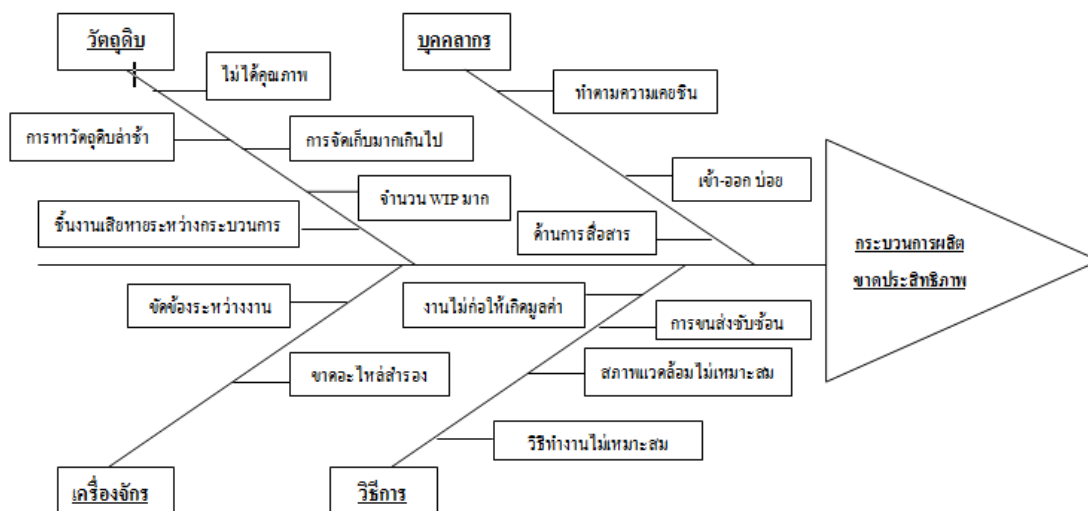 วัตถุดิบ
บุคคลากร
ไม่ได้คุณภาพ
ทำตามความเคยชิน
การหาวัตถุดิบล่าช้า
การจัดเก็บมากเกินไป
เข้า-ออก บ่อย
จำนวน WIP มาก
ชิ้นงานเสียหายระหว่างกระบวนการ
ด้านการสื่อสาร
กระบวนการผลิต
ขาดประสิทธิภาพ
ขัดข้องระหว่างงาน
งานไม่ก่อให้เกิดมูลค่า
การขนส่งซับซ้อน
ขาดอะไหล่สำรอง
สภาพแวดล้อมไม่เหมาะสม
วิธีทำงานไม่เหมาะสม
เครื่องจักร
วิธีการ